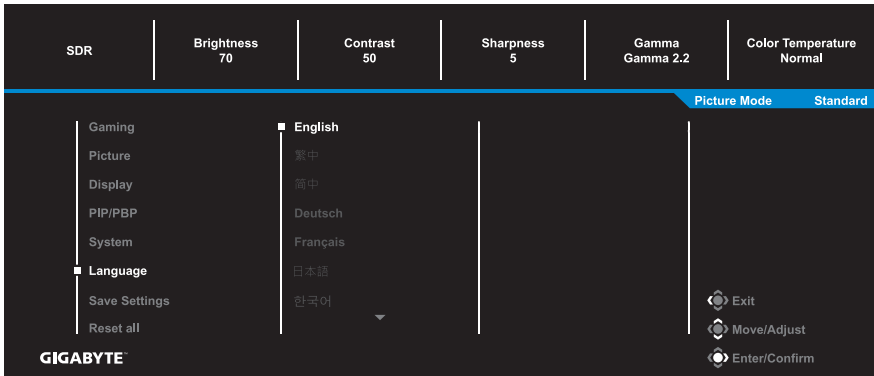 SDR
Brightness
70
Contrast
50
Sharpness
5
Gamma
Gamma 2.2
Color Temperature
Normal
Picture Mode Standard
Gaming
Picture
Display
PIP/PBP
System
Language
Save Settings
Reset all
English
繁中
简中
Deutsch
Français
日本語
한국어
Exit
Move/Adjust
Enter/Confirm
GIGABYTE™